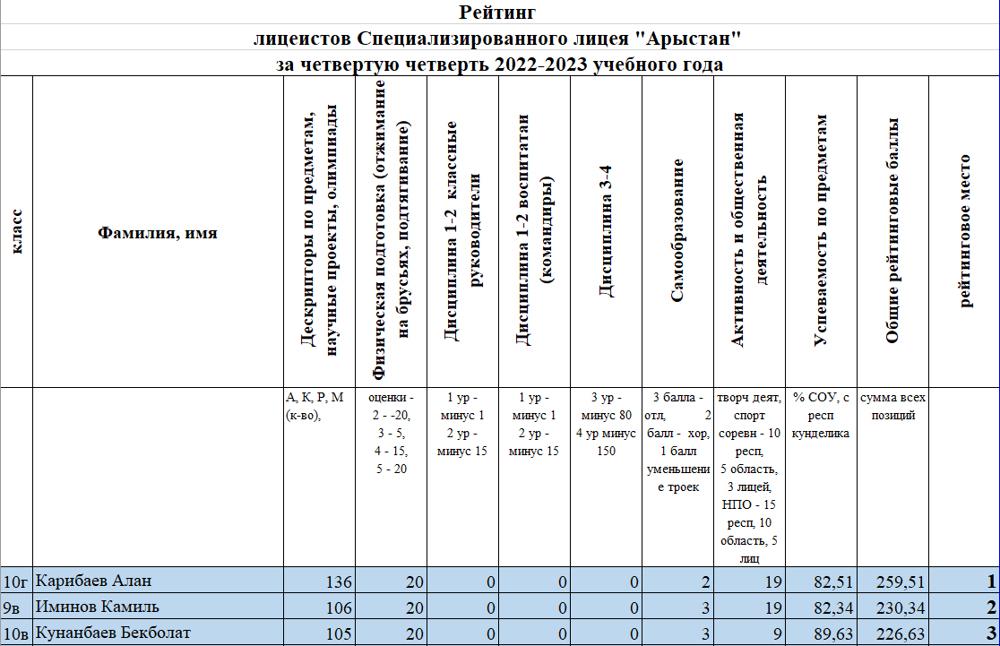 Рейтинг
лицеистов Специализированного лицея "Арыстан"
за четвертую четверть 2022-2023 учебного года
класс
Фамилия, имя
Дескрипторы по предметам,
научные проекты, олимпиады
Физическая подготовка (отжимание
на брусьях, подтягивание)
Дисциплина 1-2 классные
руководители
Дисциплина 1-2 воспитатаи
(командиры)
Дисциплина 3-4
Самообразование
Активность и общественная
деятельность
Успеваемость по предметам
Общие рейтинговые баллы
рейтинговое место
А, К, Р, М
(к-во),
оценки -
2 - -20,
3 - 5,
4 - 15,
5 - 20
1 ур -
минус 1
2 ур -
минус 15
1 ур -
минус 1
2 ур -
минус 15
3 ур -
минус 80
4 ур минус
150
3 балла -
отл, 2
балл - хор,
1 балл
уменьшени
е троек
творч деят,
спорт
соревн - 10
респ,
5 область,
3 лицей,
НПО - 15
респ, 10
область, 5
лиц
% СОУ, с
респ
кунделика
сумма всех
позиций
10г Карибаев Алан 136 20 0 0 0 2 19 82,51 259,51 1
9в Иминов Камиль 106 20 0 0 0 3 19 82,34 230,34 2
10в Кунанбаев Бекболат 105 20 0 0 0 3 9 89,63 226,63 3